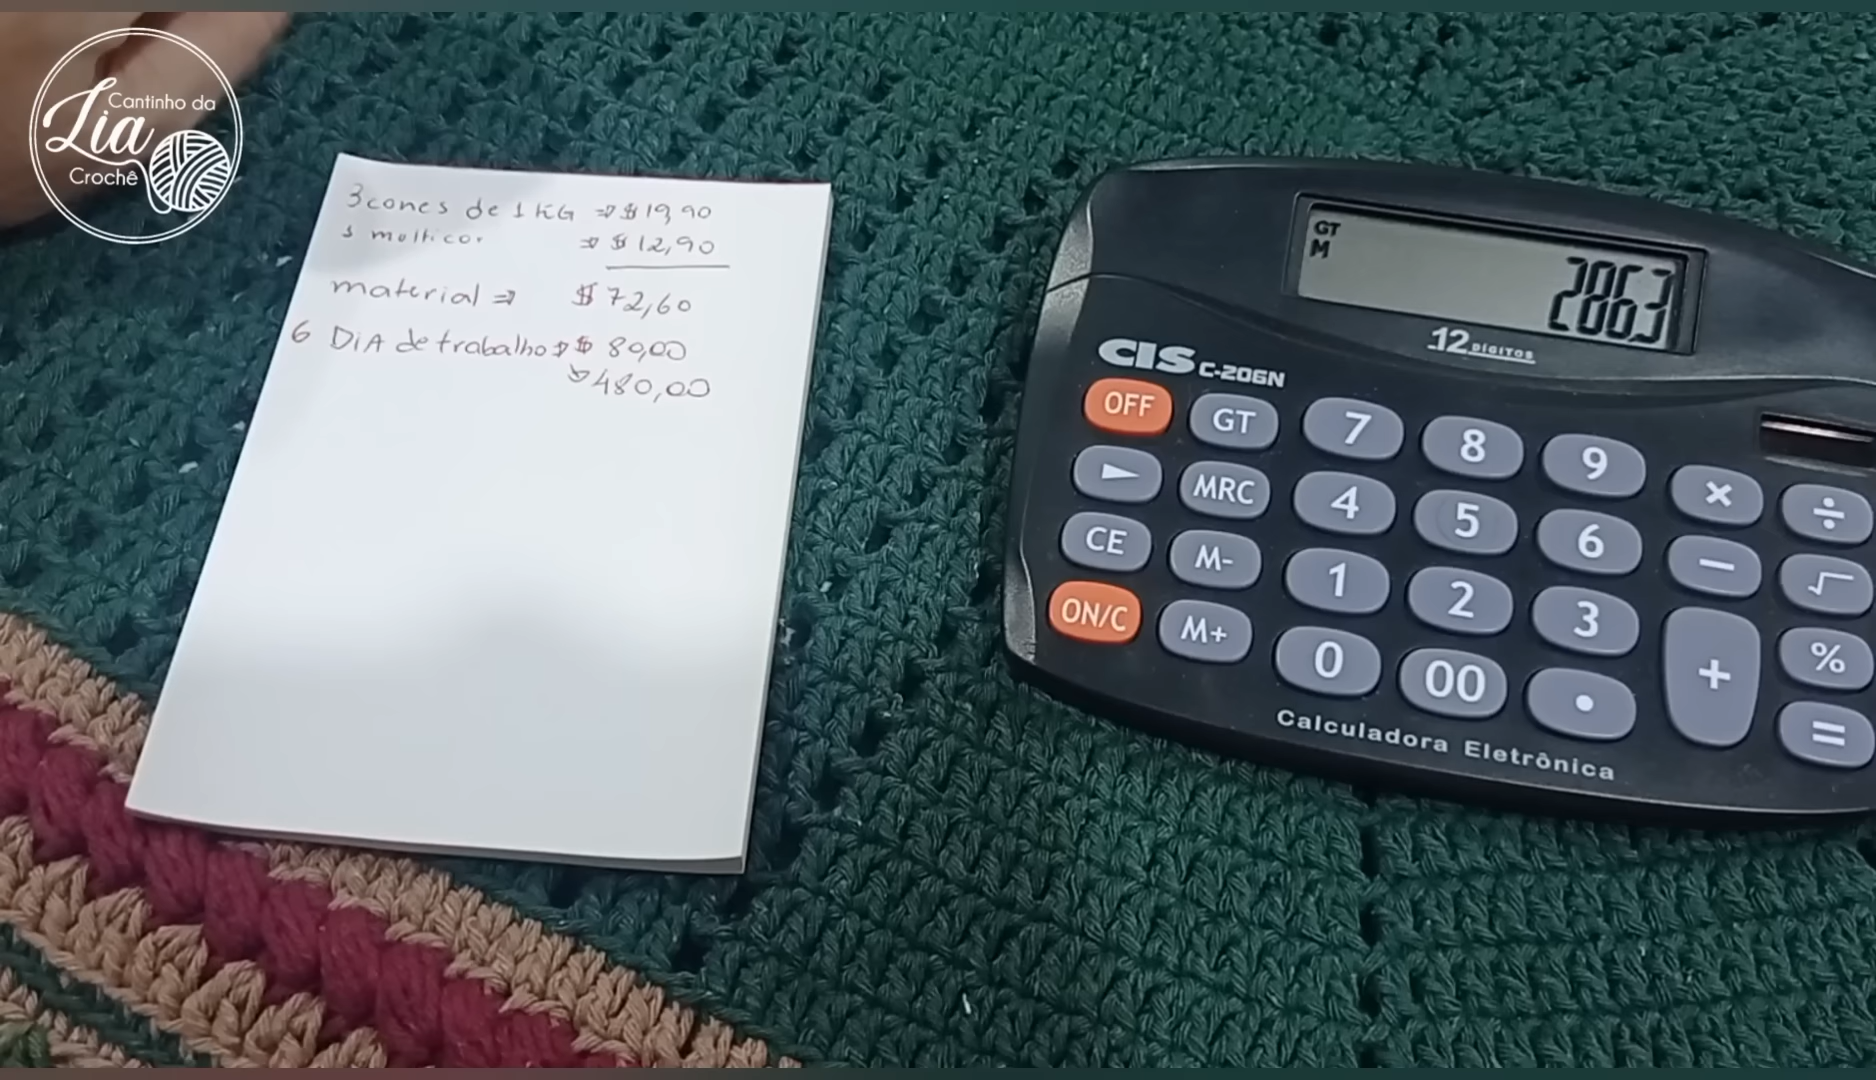 Cantinho da
Lia
Crochê
3 cones de 1 KG ⇒ $ 19,90
1 multicor ⇒ $ 12,90
material ⇒ $ 72,60
6 DiA de trabalho ⇒ $ 80,00
→ 480,00
GT
M
2863
12 DÍGITOS
CIS C-206N
OFF GT 7 8 9 × ÷
► MRC 4 5 6 − √
CE M- 1 2 3 + %
ON/C M+ 0 00 • =
Calculadora Eletrônica